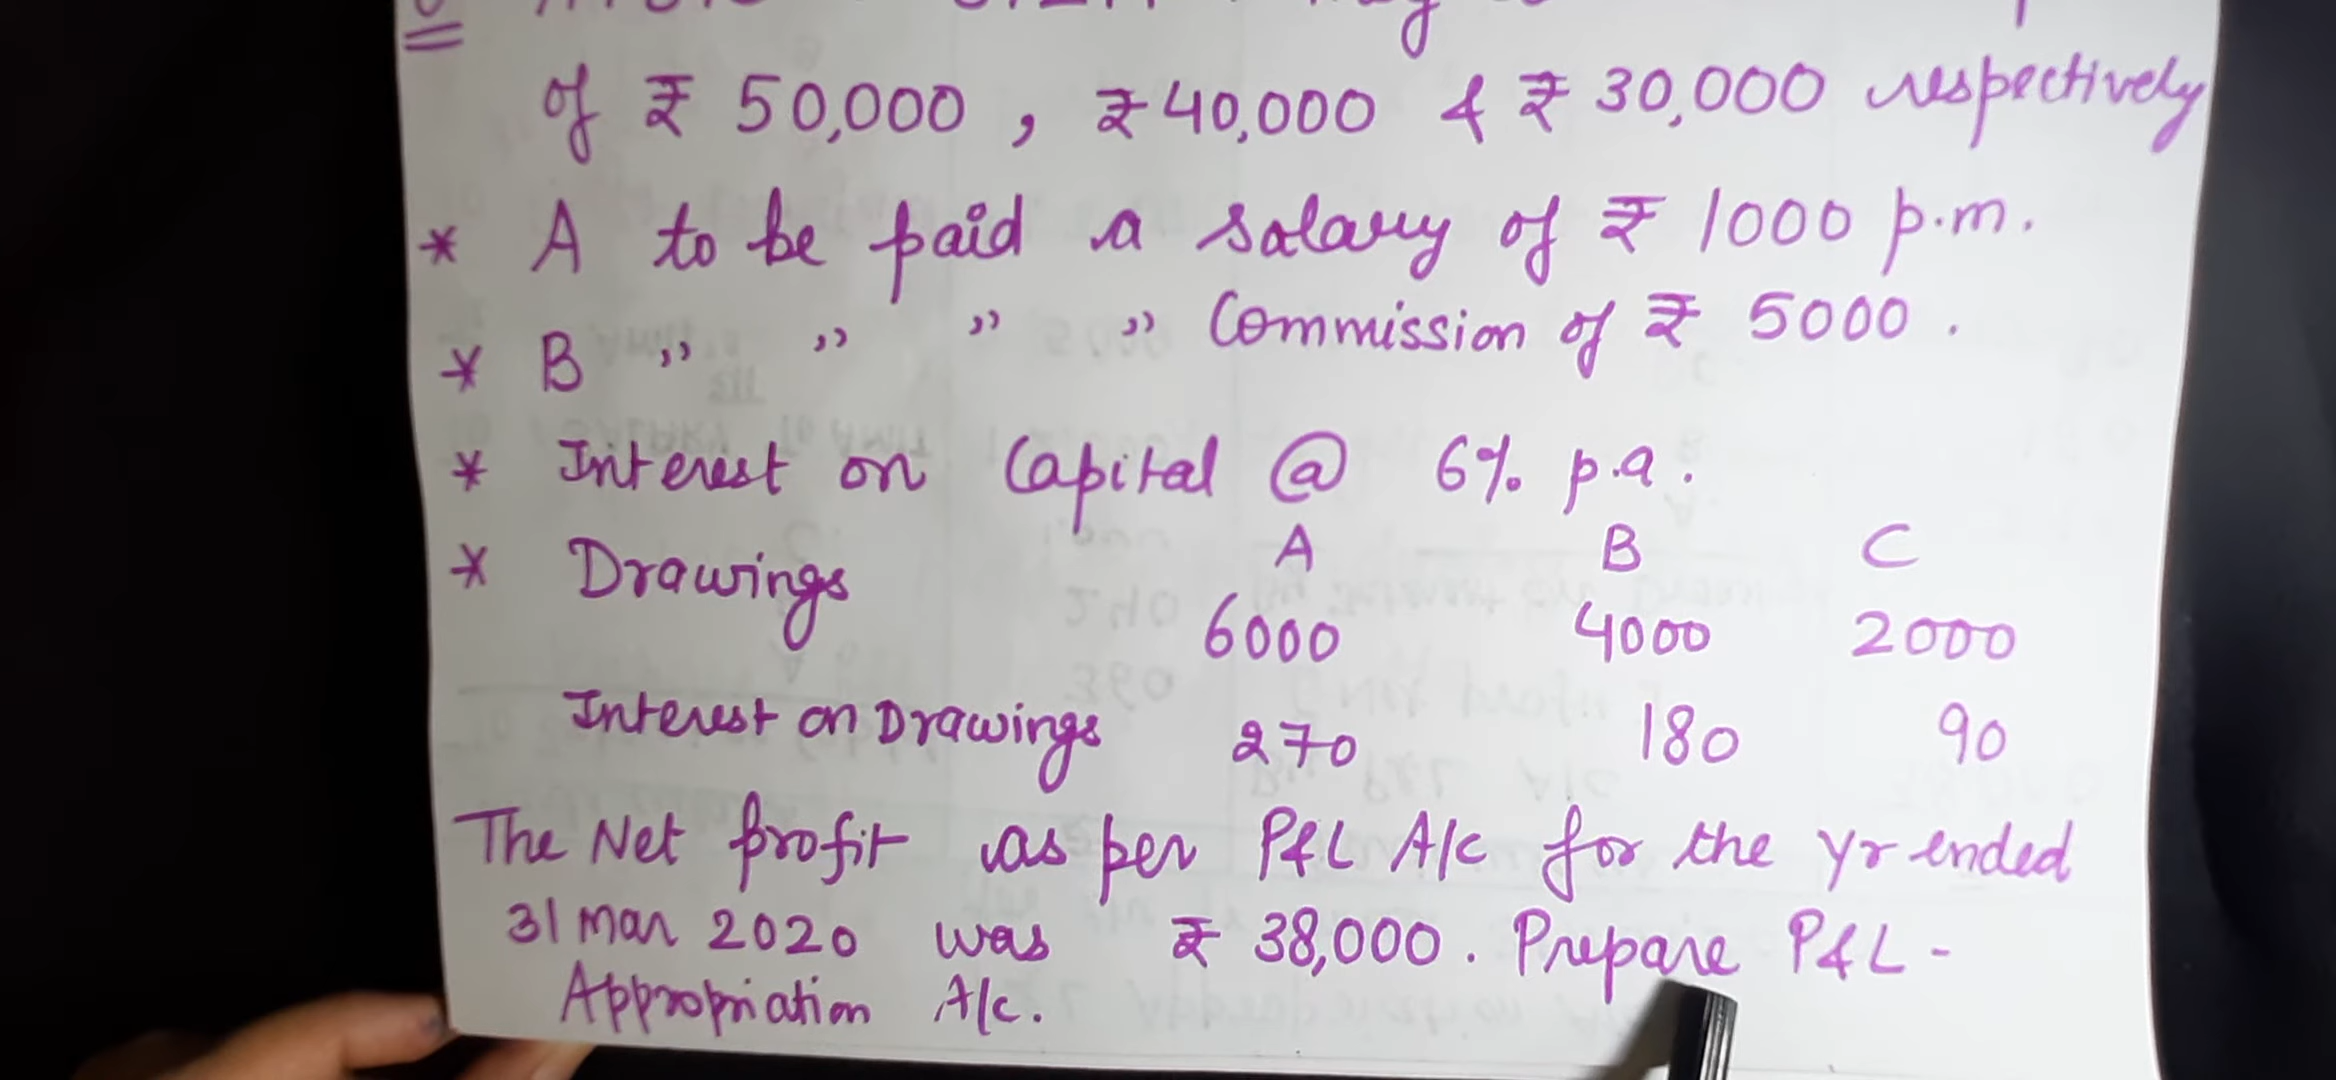 of ₹ 50,000 , ₹ 40,000 & ₹ 30,000 respectively
* A to be paid a salary of ₹ 1000 p.m.
* B ,, ,, ,, ,, Commission of ₹ 5000 .
* Interest on Capital @ 6% p.a.
A B C
* Drawings 6000 4000 2000
Interest on Drawings 270 180 90
The Net profit as per P&L A/c for the yr ended
31 Mar 2020 was ₹ 38,000. Prepare P&L -
Appropriation A/c.